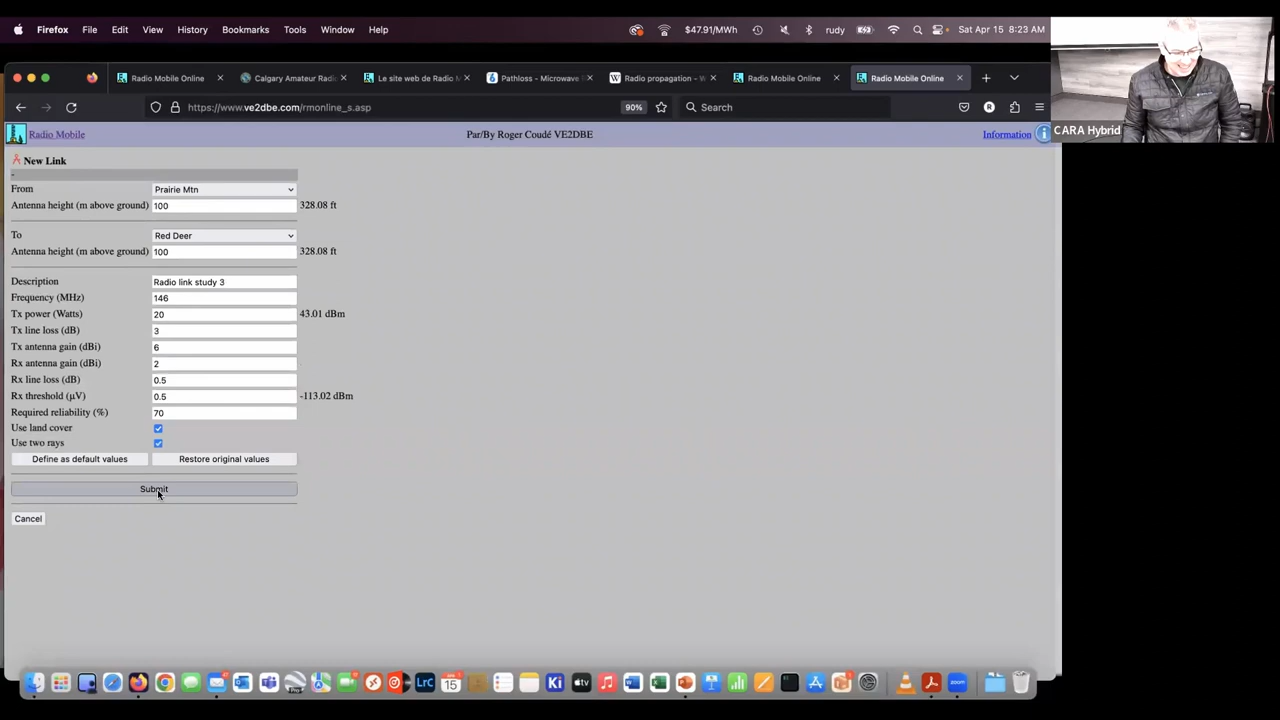 Firefox File Edit View History Bookmarks Tools Window Help $47.91/MWh rudy Sat Apr 15 8:23 AM
Radio Mobile Online Calgary Amateur Radi Le site web de Radio M Pathloss - Microwave Radio propagation - W Radio Mobile Online Radio Mobile Online
https://www.ve2dbe.com/rmonline_s.asp 90% Search R
CARA Hybrid
Radio Mobile Par/By Roger Coudé VE2DBE Information i
New Link
-
From Prairie Mtn
Antenna height (m above ground) 100 328.08 ft
To Red Deer
Antenna height (m above ground) 100 328.08 ft
Description Radio link study 3
Frequency (MHz) 146
Tx power (Watts) 20 43.01 dBm
Tx line loss (dB) 3
Tx antenna gain (dBi) 6
Rx antenna gain (dBi) 2
Rx line loss (dB) 0.5
Rx threshold (µV) 0.5 -113.02 dBm
Required reliability (%) 70
Use land cover
Use two rays
Define as default values Restore original values
Submit
Cancel
Pro LrC 15 Ki tv zoom